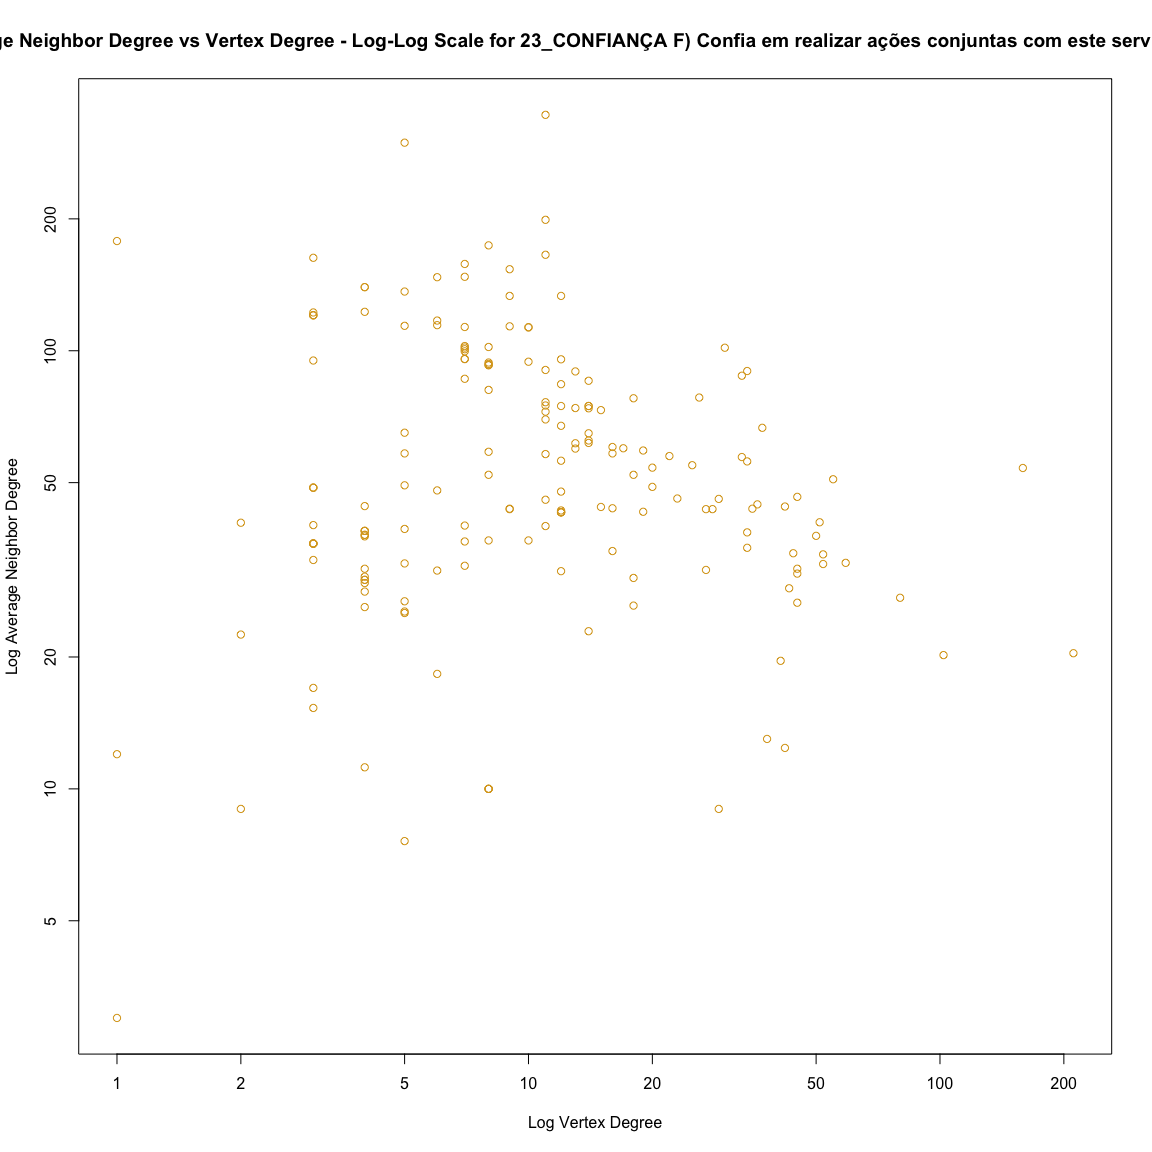 ge Neighbor Degree vs Vertex Degree - Log-Log Scale for 23_CONFIANÇA F) Confia em realizar ações conjuntas com este serv
200
100
50
20
10
5
Log Average Neighbor Degree
1 2 5 10 20 50 100 200
Log Vertex Degree